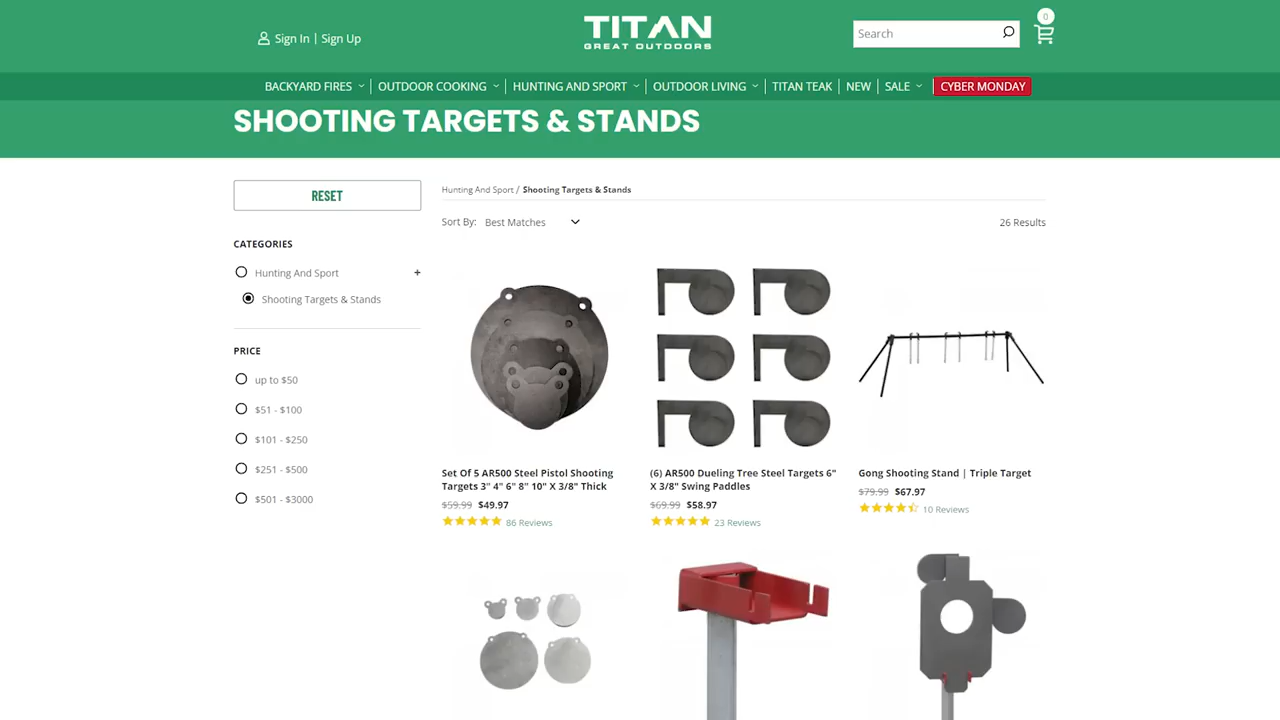 TITAN
GREAT OUTDOORS
Sign In | Sign Up
Search
0
BACKYARD FIRES
OUTDOOR COOKING
HUNTING AND SPORT
OUTDOOR LIVING
TITAN TEAK
NEW
SALE
CYBER MONDAY
SHOOTING TARGETS & STANDS
RESET
CATEGORIES
Hunting And Sport
+
Shooting Targets & Stands
PRICE
up to $50
$51 - $100
$101 - $250
$251 - $500
$501 - $3000
Hunting And Sport / Shooting Targets & Stands
Sort By: Best Matches
26 Results
Set Of 5 AR500 Steel Pistol Shooting
Targets 3" 4" 6" 8" 10" X 3/8" Thick
$59.99 $49.97
86 Reviews
(6) AR500 Dueling Tree Steel Targets 6"
X 3/8" Swing Paddles
$69.99 $58.97
23 Reviews
Gong Shooting Stand | Triple Target
$79.99 $67.97
10 Reviews